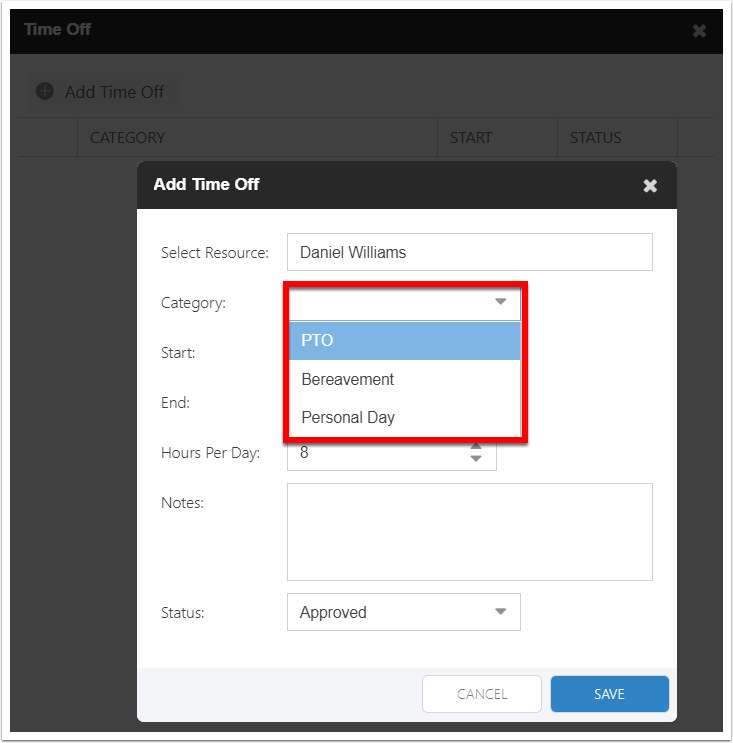 Time Off
Add Time Off
CATEGORY START STATUS
Add Time Off
Select Resource: Daniel Williams
Category:
PTO
Start:
Bereavement
End:
Personal Day
Hours Per Day: 8
Notes:
Status: Approved
CANCEL SAVE